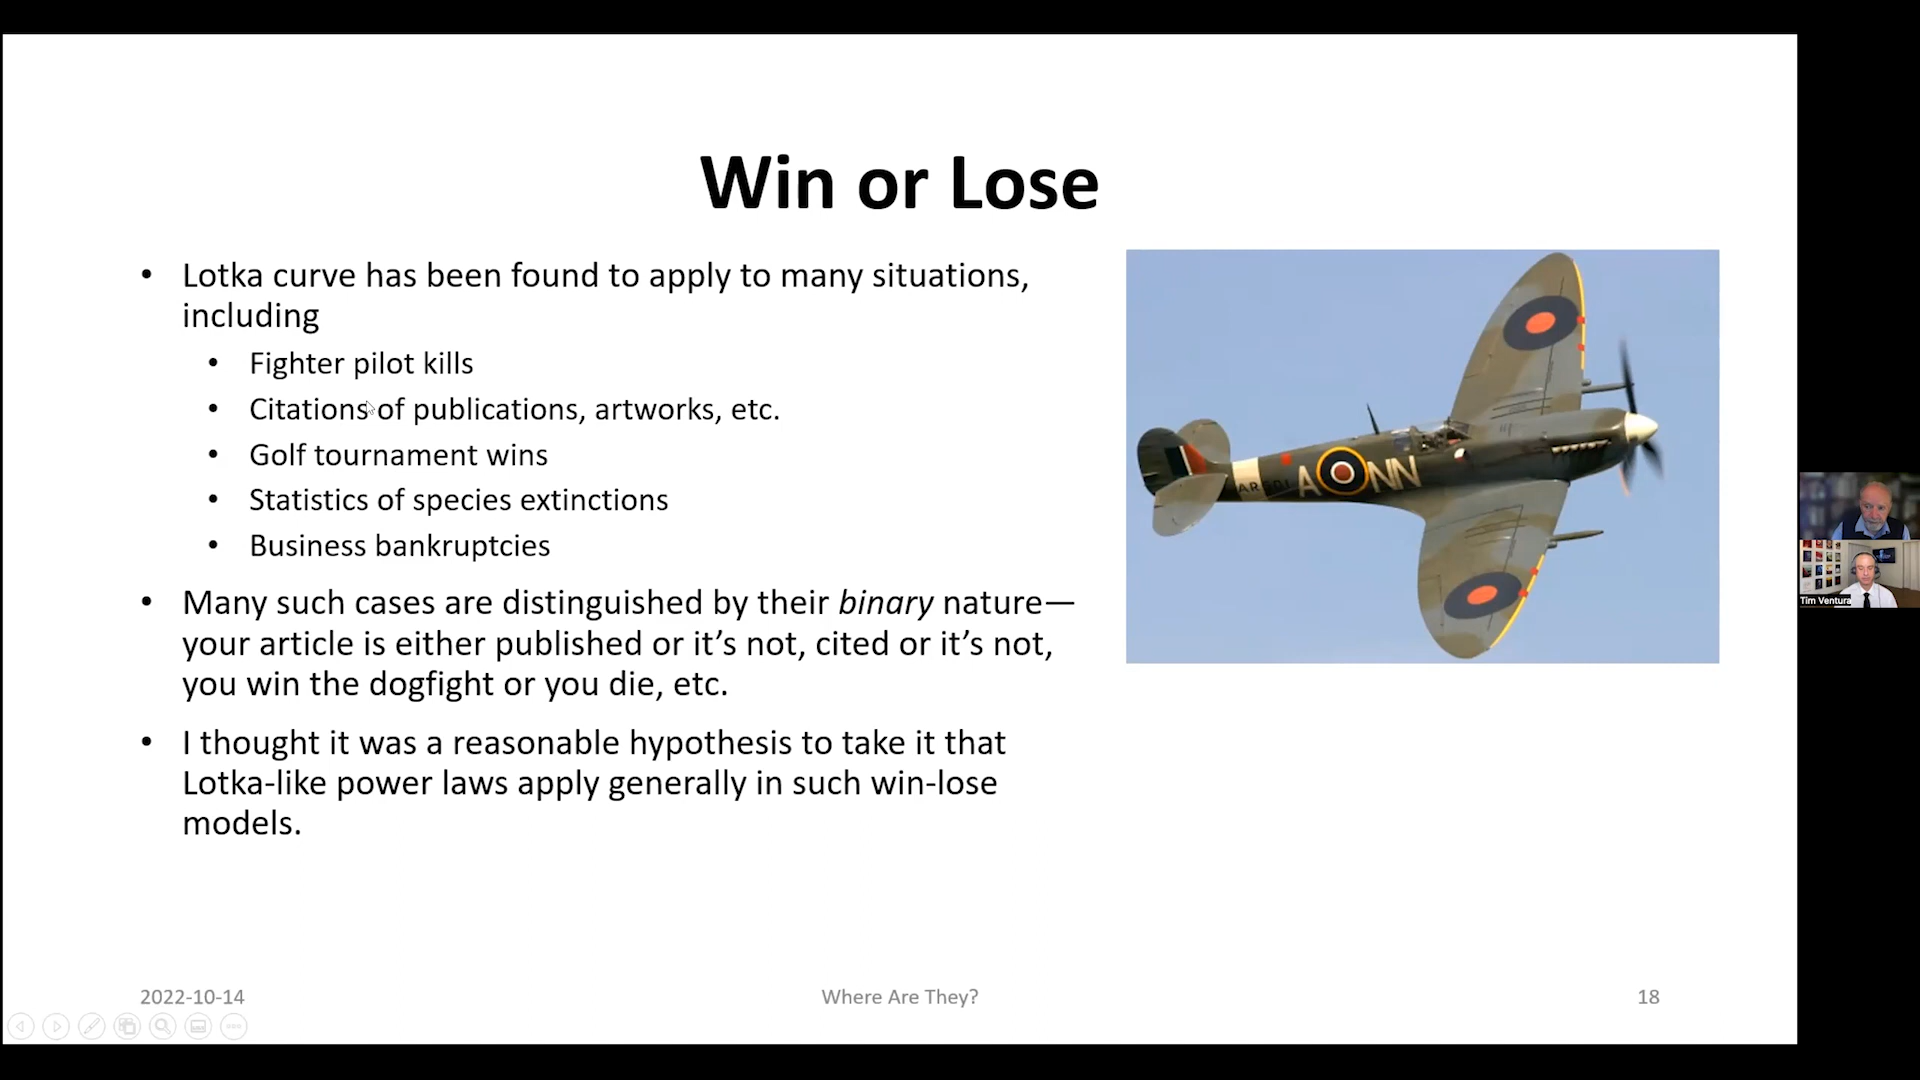 Win or Lose
• Lotka curve has been found to apply to many situations,
including
• Fighter pilot kills
• Citations of publications, artworks, etc.
• Golf tournament wins
• Statistics of species extinctions
• Business bankruptcies
• Many such cases are distinguished by their binary nature—
your article is either published or it’s not, cited or it’s not,
you win the dogfight or you die, etc.
• I thought it was a reasonable hypothesis to take it that
Lotka-like power laws apply generally in such win-lose
models.
A NN
Tim Ventura
2022-10-14
Where Are They?
18